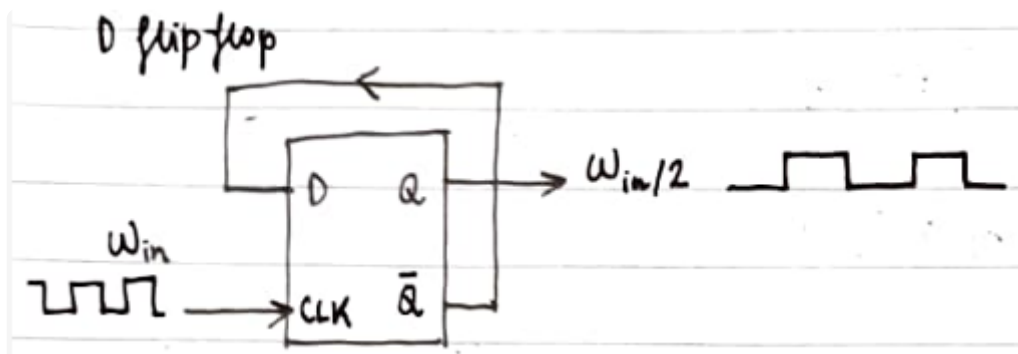 D flip flop
D Q
ω_in/2
ω_in
CLK Q̅